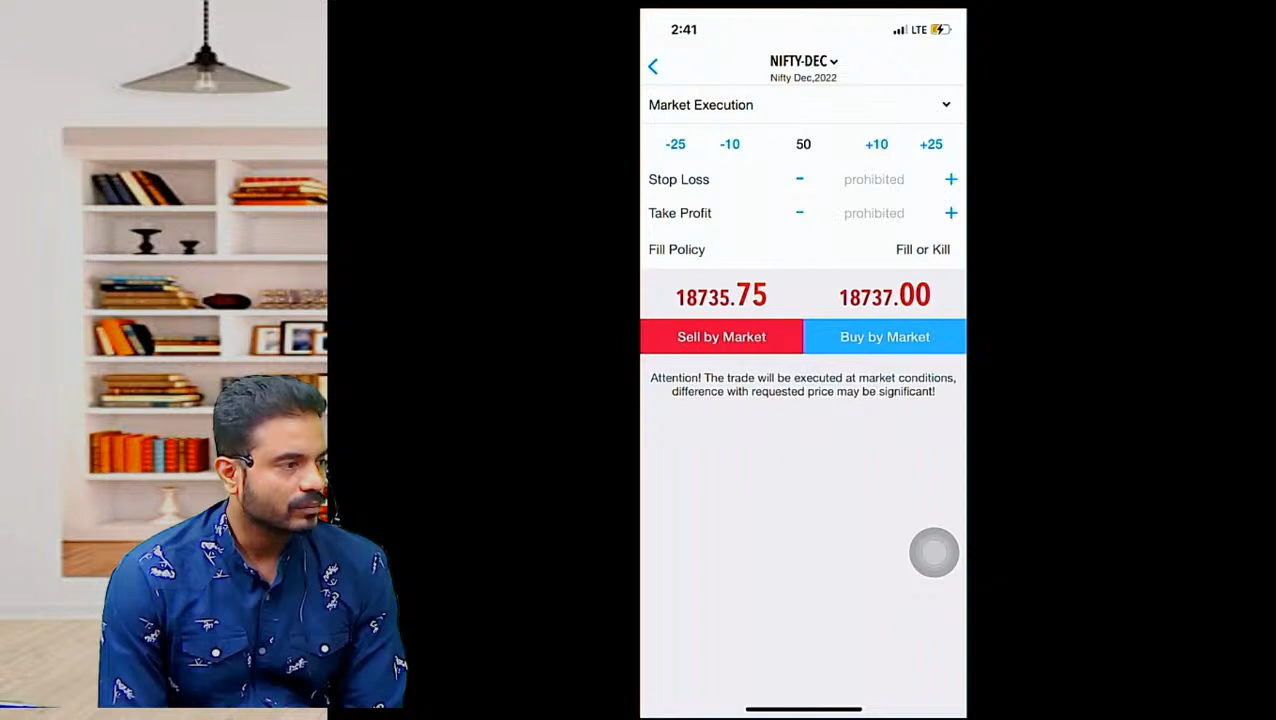 2:41
LTE
NIFTY-DEC
Nifty Dec,2022
Market Execution
-25 -10 50 +10 +25
Stop Loss - prohibited +
Take Profit - prohibited +
Fill Policy Fill or Kill
18735.75 18737.00
Sell by Market Buy by Market
Attention! The trade will be executed at market conditions,
difference with requested price may be significant!